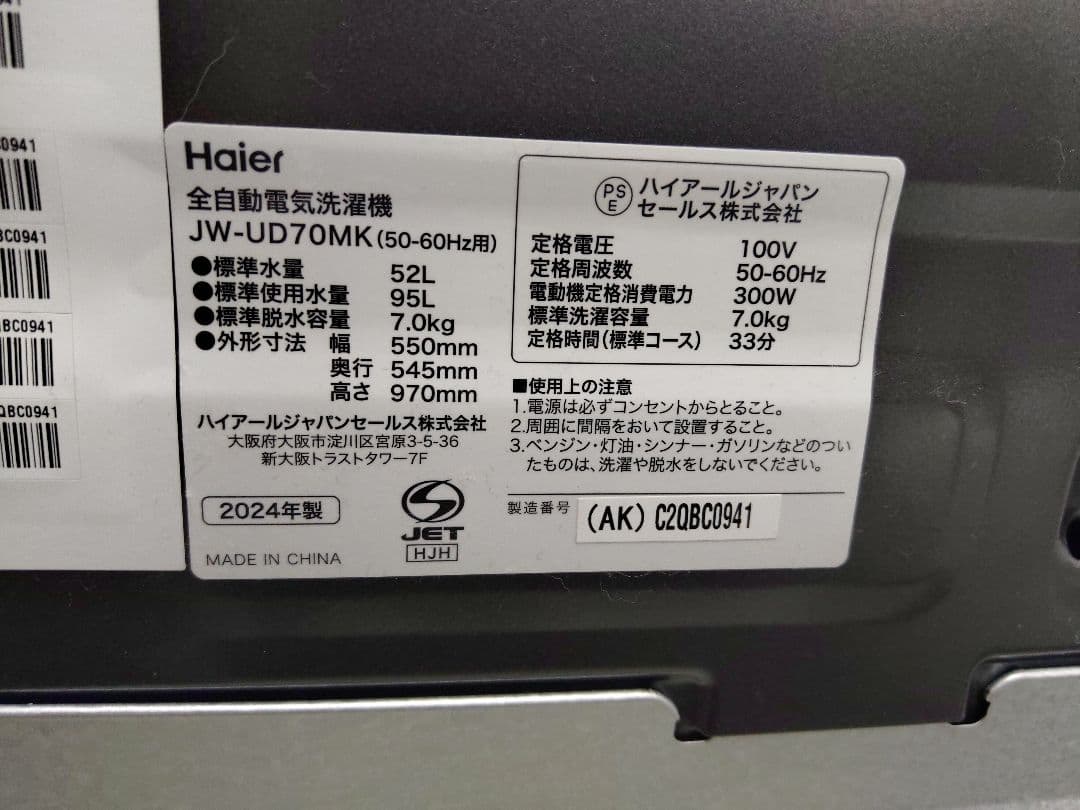 0941
BC0941
BC0941
QBC0941
Haier
全自動電気洗濯機
JW-UD70MK(50-60Hz用)
●標準水量 52L
●標準使用水量 95L
●標準脱水容量 7.0kg
●外形寸法 幅 550mm
奥行 545mm
高さ 970mm
ハイアールジャパンセールス株式会社
大阪府大阪市淀川区宮原3-5-36
新大阪トラストタワー7F
2024年製
MADE IN CHINA
JET
HJH
PS
E
ハイアールジャパン
セールス株式会社
定格電圧 100V
定格周波数 50-60Hz
電動機定格消費電力 300W
標準洗濯容量 7.0kg
定格時間(標準コース) 33分
■使用上の注意
1.電源は必ずコンセントからとること。
2.周囲に間隔をおいて設置すること。
3.ベンジン・灯油・シンナー・ガソリンなどのつい
たものは、洗濯や脱水をしないでください。
製造番号 (AK) C2QBC0941